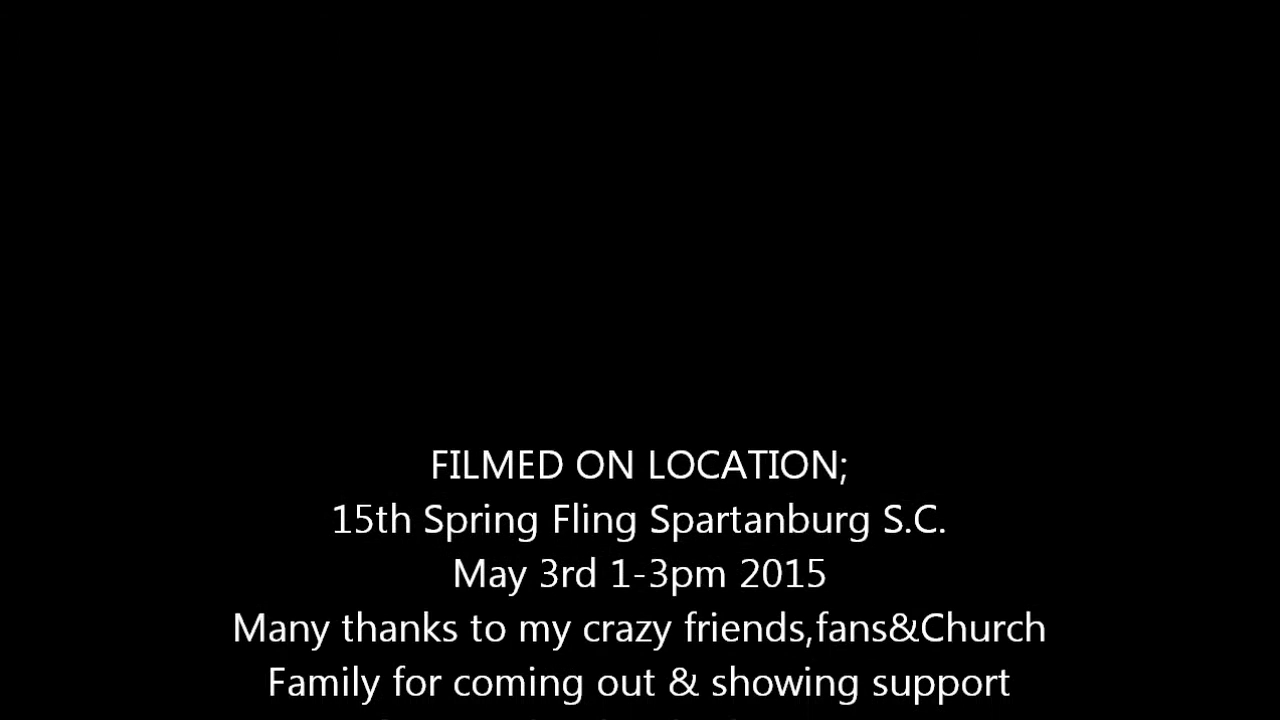 FILMED ON LOCATION;
15th Spring Fling Spartanburg S.C.
May 3rd 1-3pm 2015
Many thanks to my crazy friends,fans&Church
Family for coming out & showing support